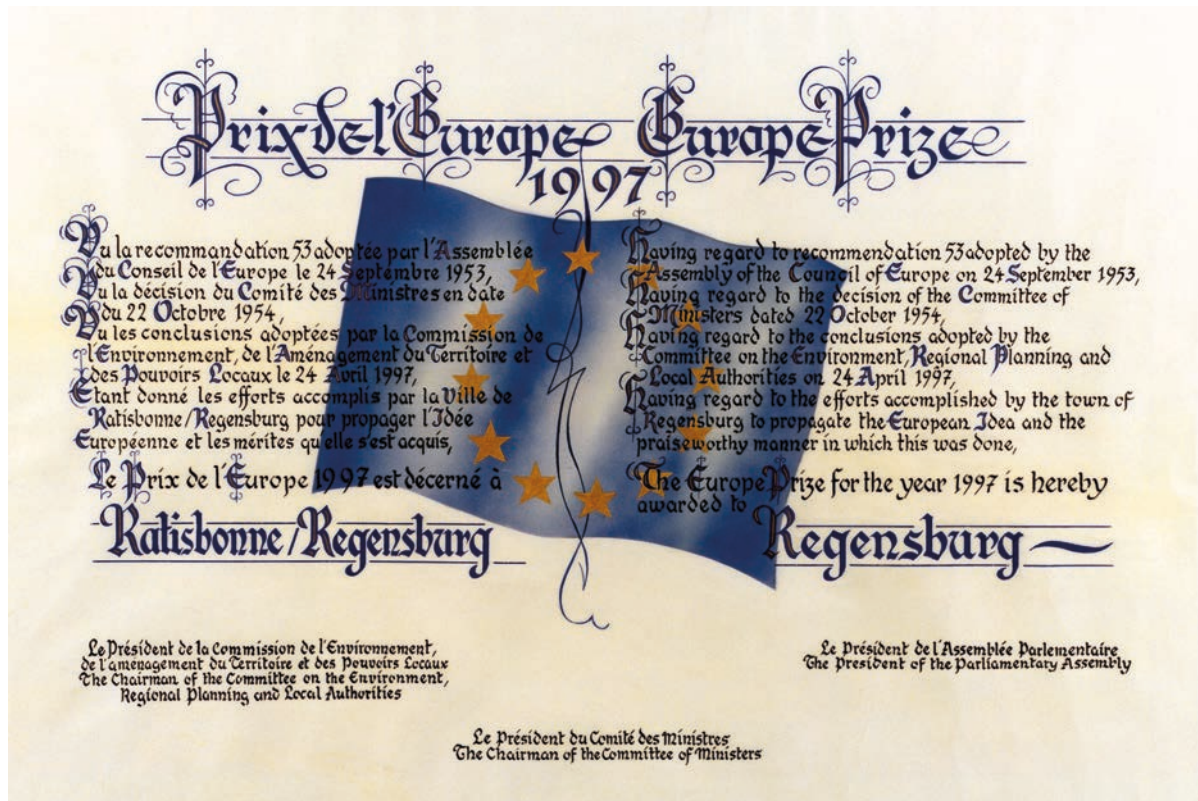 Prix de l'Europe
Europe Prize
1997
Vu la recommandation 53 adoptée par l'Assemblée
du Conseil de l'Europe le 24 Septembre 1953,
Vu la décision du Comité des Ministres en date
du 22 Octobre 1954,
Vu les conclusions adoptées par la Commission de
l'Environnement, de l'Aménagement du Territoire et
des Pouvoirs Locaux le 24 Avril 1997,
Etant donné les efforts accomplis par la Ville de
Ratisbonne/Regensburg pour propager l'Idée
Européenne et les mérites qu'elle s'est acquis,
Le Prix de l'Europe 1997 est décerné à
Ratisbonne/Regensburg
Having regard to recommendation 53 adopted by the
Assembly of the Council of Europe on 24 September 1953,
Having regard to the decision of the Committee of
Ministers dated 22 October 1954,
Having regard to the conclusions adopted by the
Committee on the Environment, Regional Planning and
Local Authorities on 24 April 1997,
Having regard to the efforts accomplished by the town of
Regensburg to propagate the European Idea and the
praiseworthy manner in which this was done,
The Europe Prize for the year 1997 is hereby
awarded to
Regensburg
Le Président de la Commission de l'Environnement,
de l'aménagement du Territoire et des Pouvoirs Locaux
The Chairman of the Committee on the Environment,
Regional Planning and Local Authorities
Le Président de l'Assemblée Parlementaire
The President of the Parliamentary Assembly
Le Président du Comité des Ministres
The Chairman of the Committee of Ministers